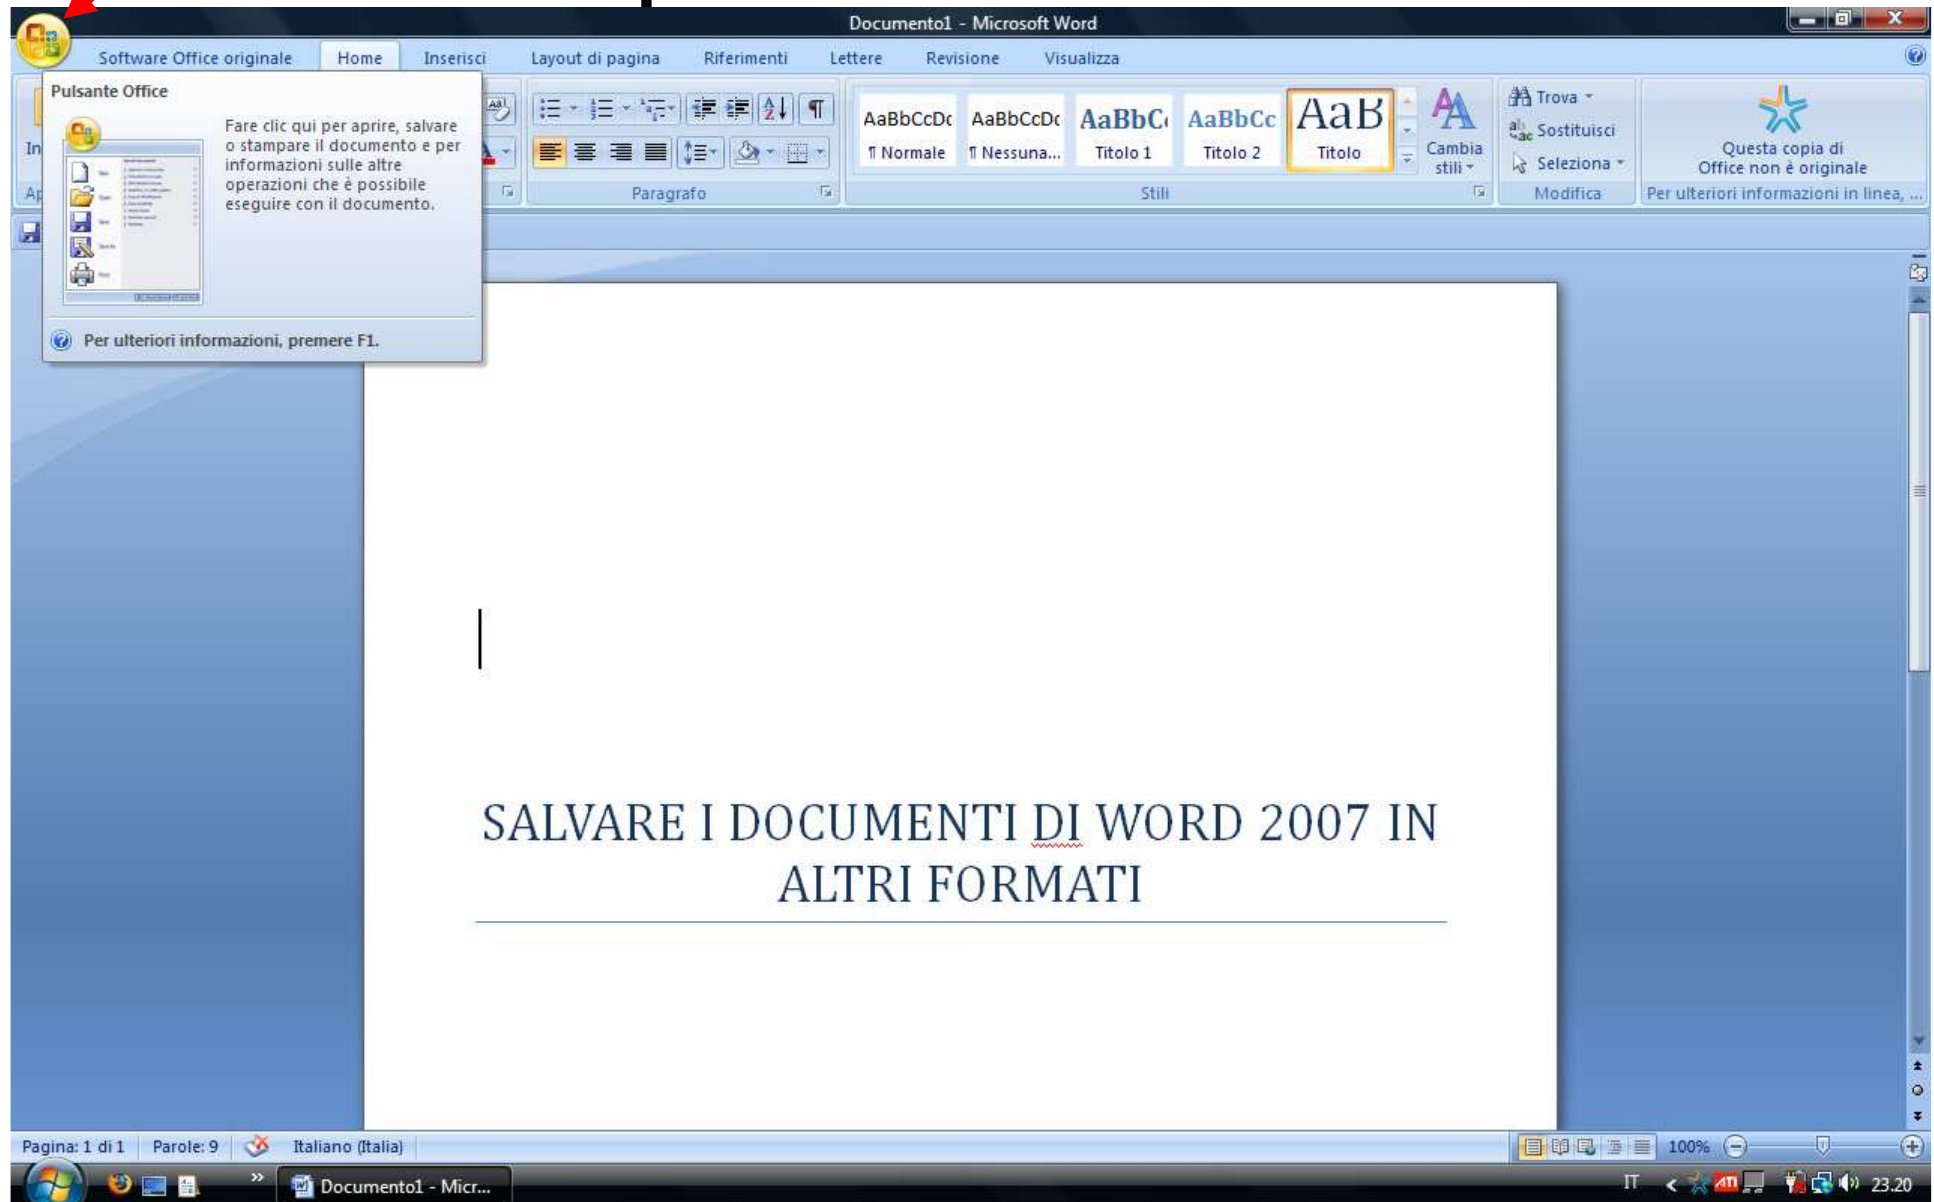 Documento1 - Microsoft Word
Software Office originale Home Inserisci Layout di pagina Riferimenti Lettere Revisione Visualizza
Pulsante Office
Fare clic qui per aprire, salvare
o stampare il documento e per
informazioni sulle altre
operazioni che è possibile
eseguire con il documento.
Per ulteriori informazioni, premere F1.
In
Ap
Paragrafo
AaBbCcDc AaBbCcDc AaBbC AaBbCc AaB
¶ Normale ¶ Nessuna... Titolo 1 Titolo 2 Titolo
Cambia
stili
Stili
Trova
Sostituisci
Seleziona
Modifica
Questa copia di
Office non è originale
Per ulteriori informazioni in linea, ...
SALVARE I DOCUMENTI DI WORD 2007 IN
ALTRI FORMATI
Pagina: 1 di 1 Parole: 9 Italiano (Italia) 100%
Documento1 - Micr... IT ATI 23.20